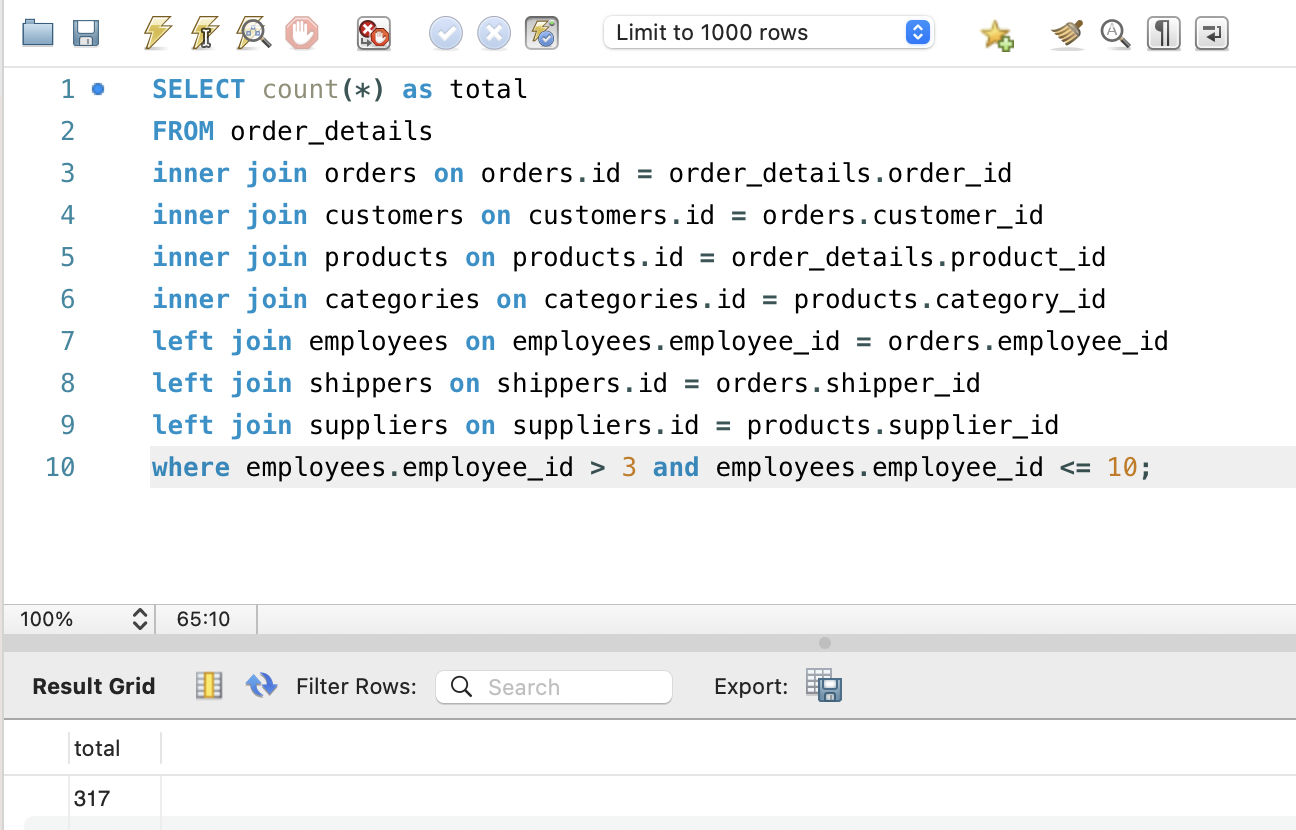 Limit to 1000 rows
1 SELECT count(*) as total
2 FROM order_details
3 inner join orders on orders.id = order_details.order_id
4 inner join customers on customers.id = orders.customer_id
5 inner join products on products.id = order_details.product_id
6 inner join categories on categories.id = products.category_id
7 left join employees on employees.employee_id = orders.employee_id
8 left join shippers on shippers.id = orders.shipper_id
9 left join suppliers on suppliers.id = products.supplier_id
10 where employees.employee_id > 3 and employees.employee_id <= 10;
100% 65:10
Result Grid Filter Rows: Search Export:
total
317